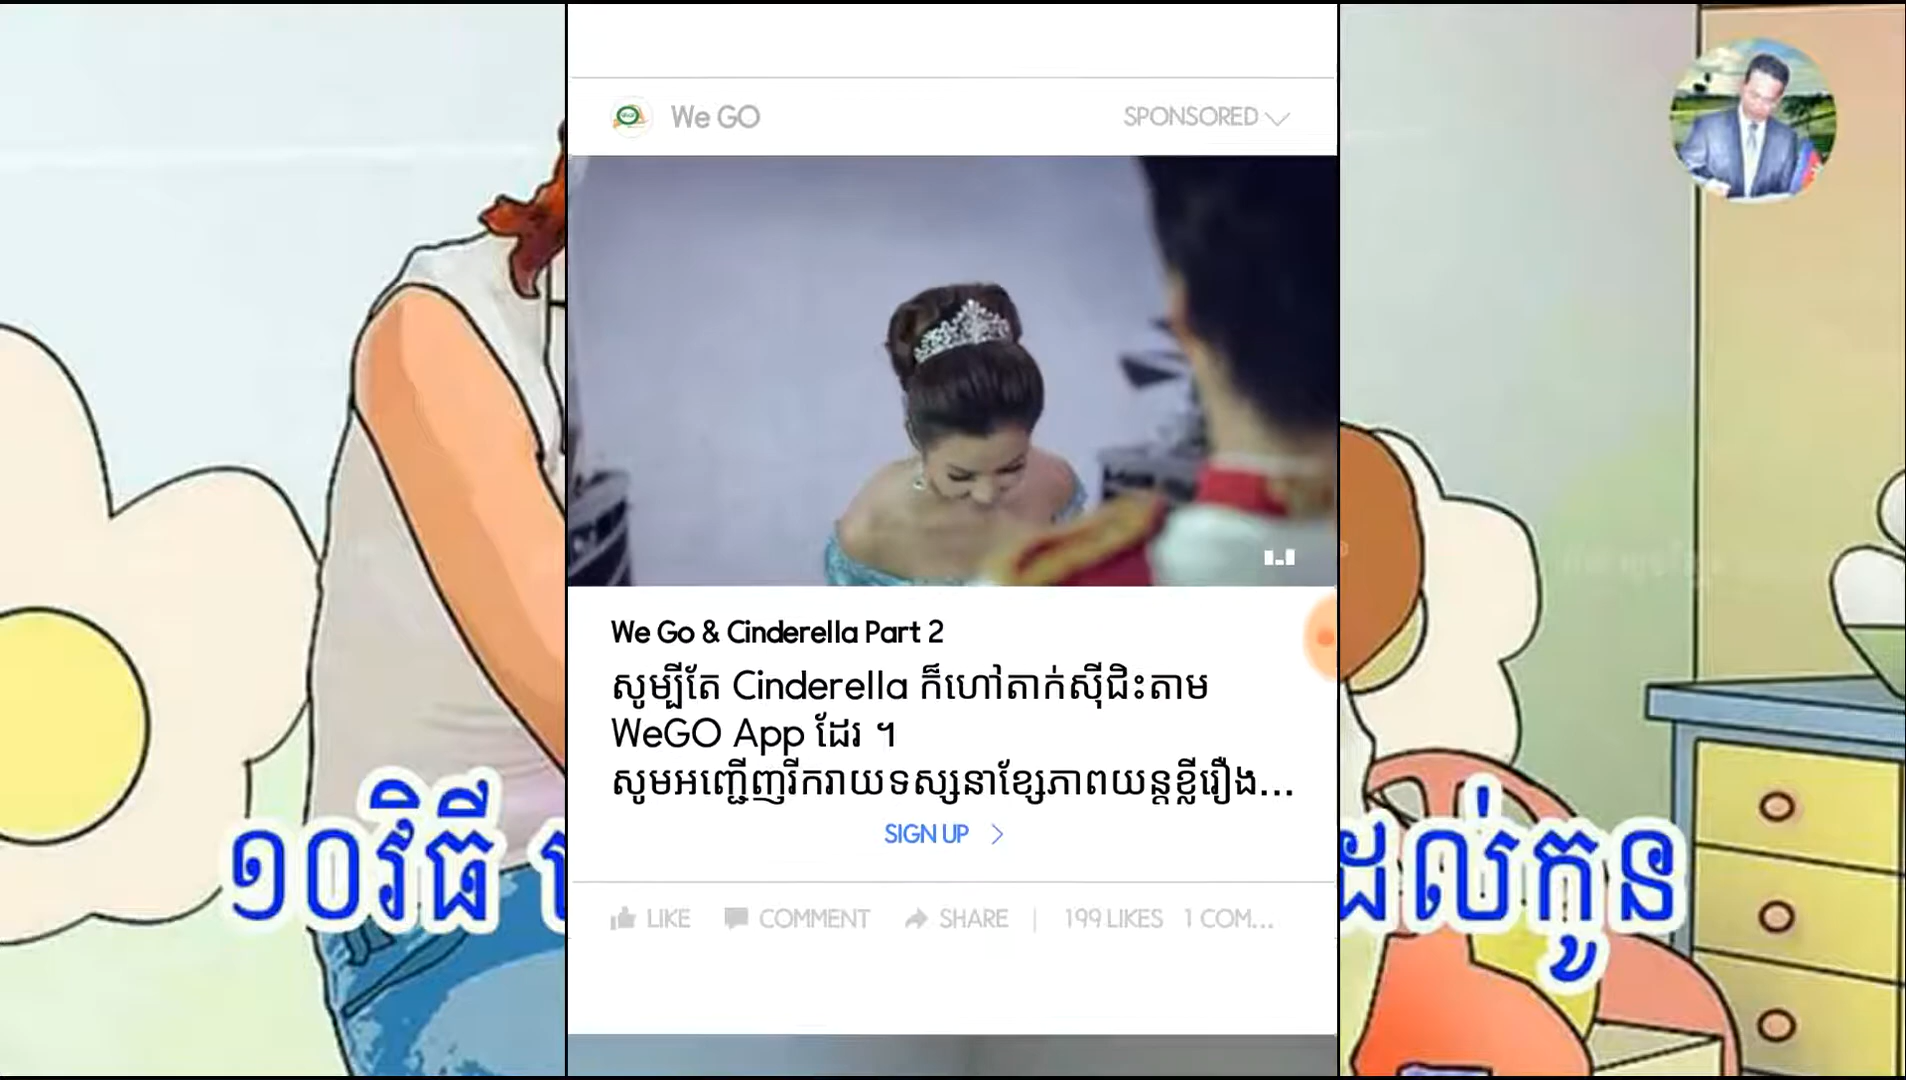 We GO
SPONSORED
We Go & Cinderella Part 2
សូម្បីតែ Cinderella ក៏ហៅតាក់ស៊ីជិះតាម
WeGO App ដែរ ។
សូមអញ្ជើញរីករាយទស្សនាខ្សែភាពយន្តខ្លីរឿង...
SIGN UP
LIKE COMMENT SHARE | 199 LIKES 1 COM...
១០វិធី
ដល់កូន